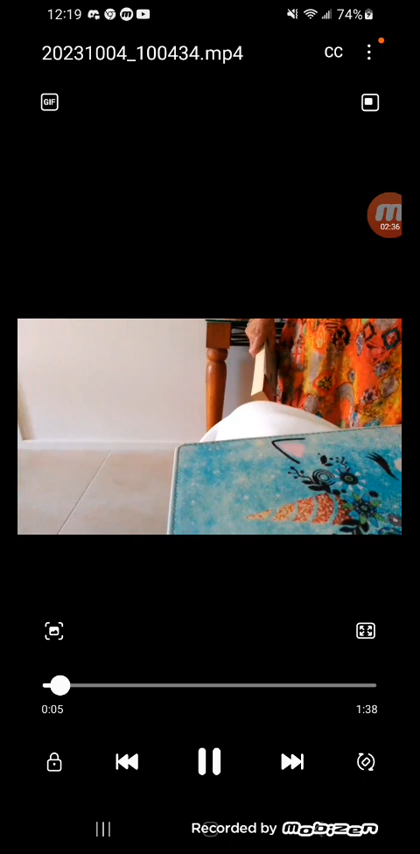 12:19
74%
20231004_100434.mp4
CC
GIF
m
02:36
0:05
1:38
Recorded by mobizen